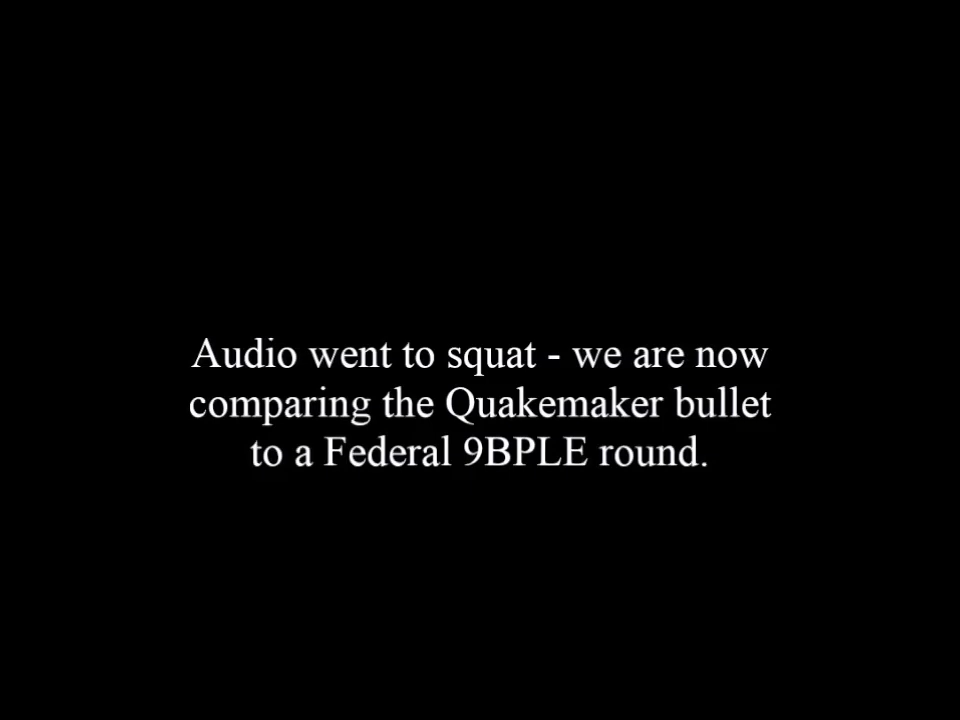 Audio went to squat - we are now
comparing the Quakemaker bullet
to a Federal 9BPLE round.